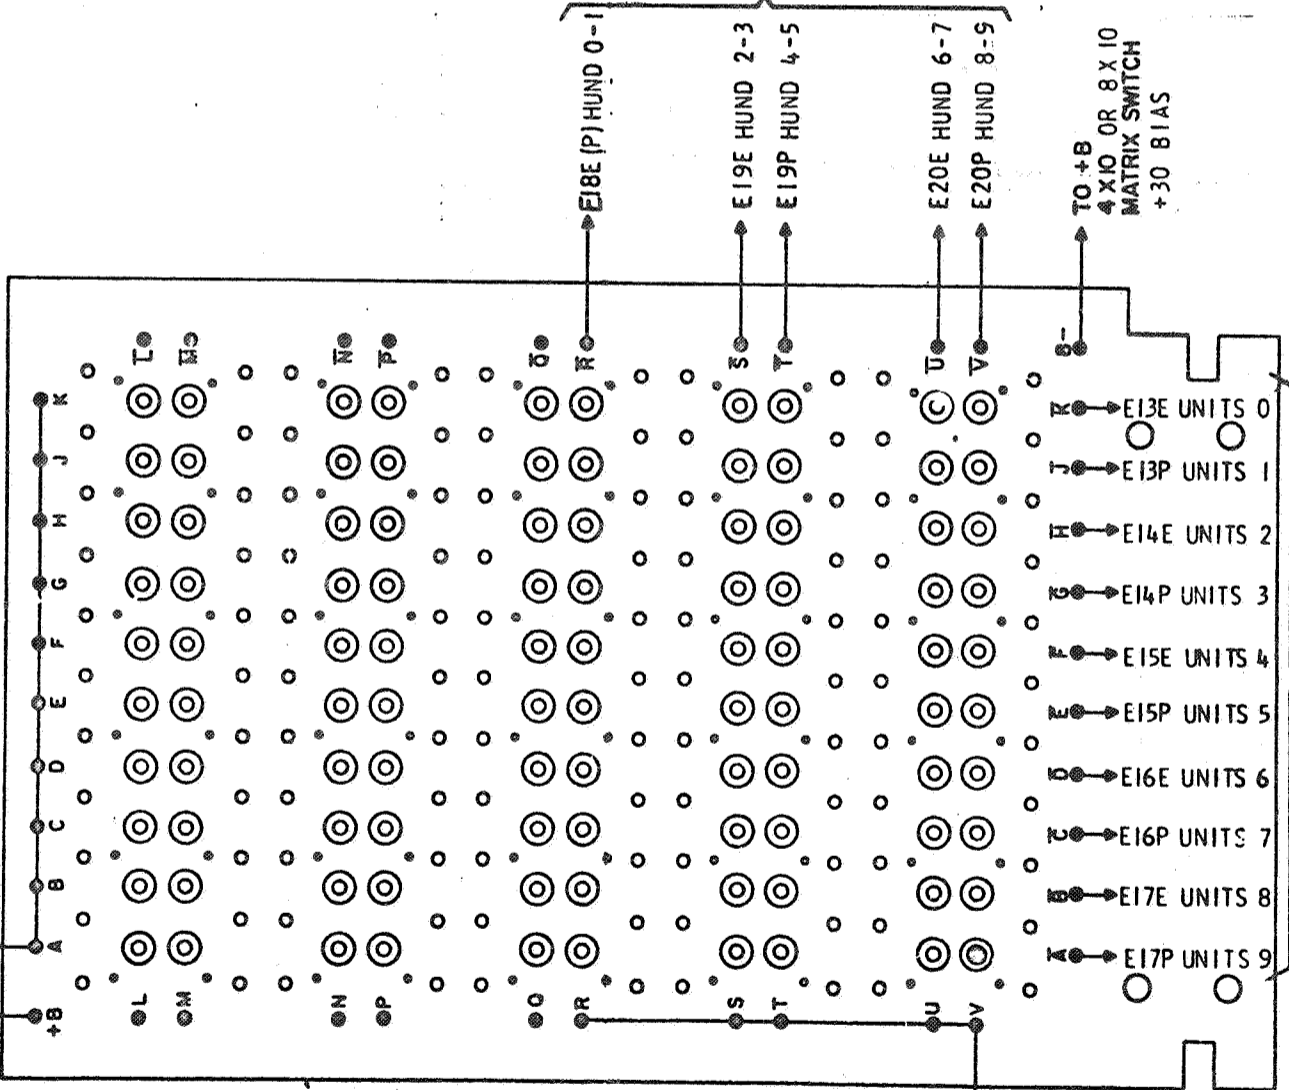 E18E (P) HUND 0-1
E19E HUND 2-3
E19P HUND 4-5
E20E HUND 6-7
E20P HUND 8-9
TO +B
4 X10 OR 8 X 10
MATRIX SWITCH
+30 BIAS
K
J
H
G
F
E
D
C
B
A
+B
L
M
N
P
Q
R
S
T
U
V
L
M
N
P
Q
R
S
T
U
V
B-
K E13E UNITS 0
J E13P UNITS 1
H E14E UNITS 2
G E14P UNITS 3
F E15E UNITS 4
E E15P UNITS 5
D E16E UNITS 6
C E16P UNITS 7
B E17E UNITS 8
A E17P UNITS 9